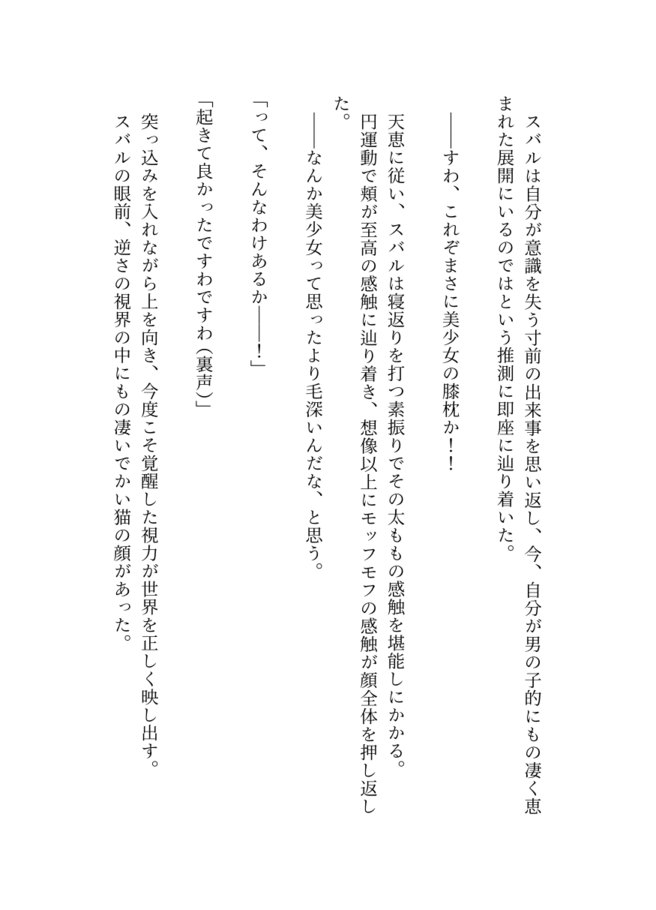 スバルは自分が意識を失う寸前の出来事を思い返し、今、自分が男の子的にもの凄く恵
まれた展開にいるのではという推測に即座に辿り着いた。
――すわ、これぞまさに美少女の膝枕か！！
天恵に従い、スバルは寝返りを打つ素振りでその太ももの感触を堪能しにかかる。
円運動で頬が至高の感触に辿り着き、想像以上にモッフモフの感触が顔全体を押し返し
た。
――なんか美少女って思ったより毛深いんだな、と思う。
「って、そんなわけあるか――！」
「起きて良かったですわですわ（裏声）」
突っ込みを入れながら上を向き、今度こそ覚醒した視力が世界を正しく映し出す。
スバルの眼前、逆さの視界の中にもの凄いでかい猫の顔があった。